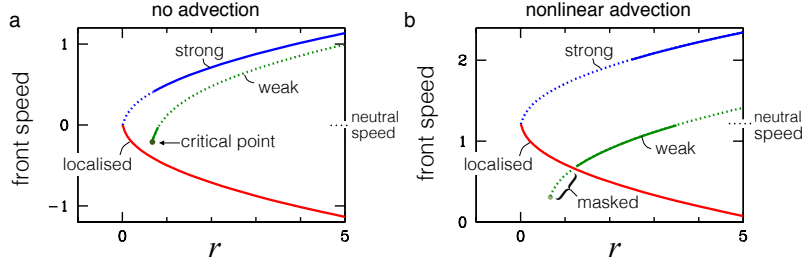 a
no advection
front speed
1
0
-1
strong
weak
critical point
localised
neutral
speed
0
5
r
b
nonlinear advection
front speed
2
1
0
strong
weak
localised
masked
neutral
speed
0
5
r